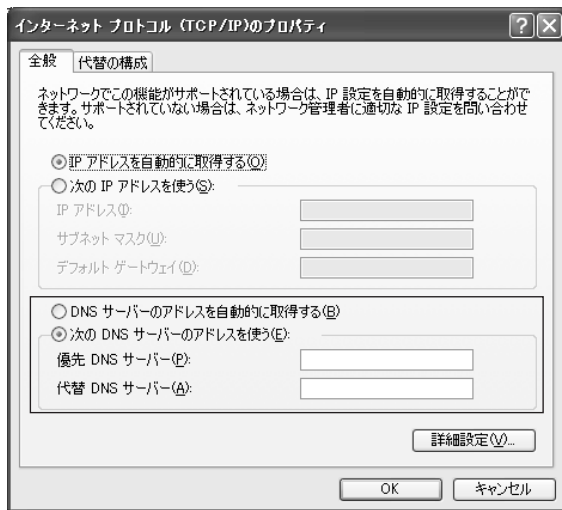 インターネット プロトコル (TCP/IP)のプロパティ
全般
代替の構成
ネットワークでこの機能がサポートされている場合は、IP 設定を自動的に取得することがで
きます。サポートされていない場合は、ネットワーク管理者に適切な IP 設定を問い合わせ
てください。
IP アドレスを自動的に取得する(O)
次の IP アドレスを使う(S):
IP アドレス(I):
サブネット マスク(U):
デフォルト ゲートウェイ(D):
DNS サーバーのアドレスを自動的に取得する(B)
次の DNS サーバーのアドレスを使う(E):
優先 DNS サーバー(P):
代替 DNS サーバー(A):
詳細設定(V)...
OK
キャンセル